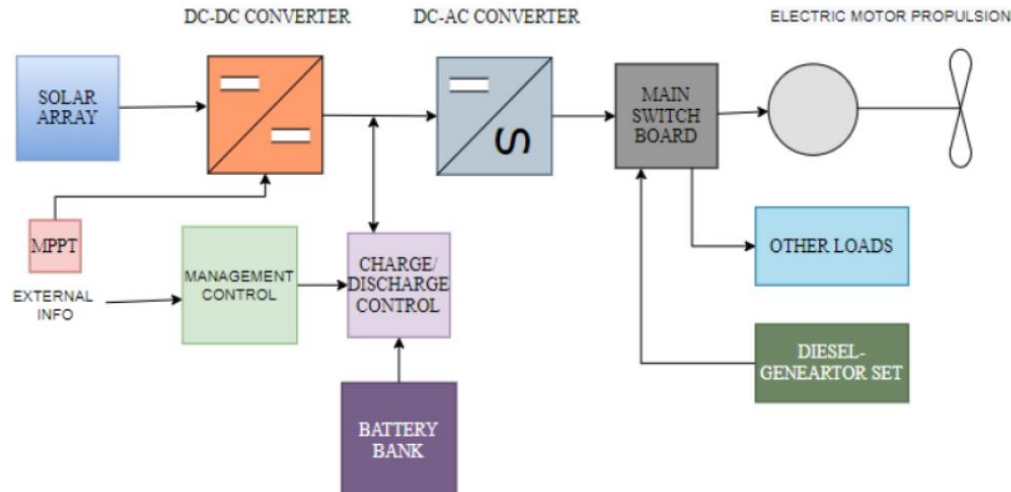 DC-DC CONVERTER
DC-AC CONVERTER
ELECTRIC MOTOR PROPULSION
SOLAR
ARRAY
MAIN
SWITCH
BOARD
MPPT
EXTERNAL
INFO
MANAGEMENT
CONTROL
CHARGE/
DISCHARGE
CONTROL
OTHER LOADS
DIESEL-
GENEARTOR SET
BATTERY
BANK